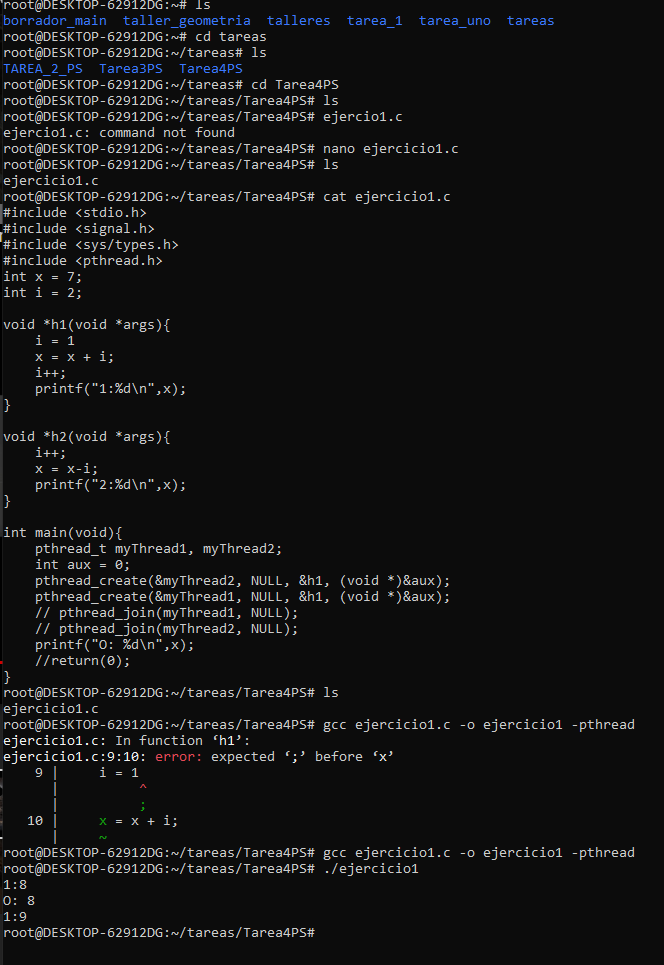 root@DESKTOP-62912DG:~# ls
borrador_main  taller_geometria  talleres  tarea_1  tarea_uno  tareas
root@DESKTOP-62912DG:~# cd tareas
root@DESKTOP-62912DG:~/tareas# ls
TAREA_2_PS  Tarea3PS  Tarea4PS
root@DESKTOP-62912DG:~/tareas# cd Tarea4PS
root@DESKTOP-62912DG:~/tareas/Tarea4PS# ls
root@DESKTOP-62912DG:~/tareas/Tarea4PS# ejercio1.c
ejercio1.c: command not found
root@DESKTOP-62912DG:~/tareas/Tarea4PS# nano ejercicio1.c
root@DESKTOP-62912DG:~/tareas/Tarea4PS# ls
ejercicio1.c
root@DESKTOP-62912DG:~/tareas/Tarea4PS# cat ejercicio1.c
#include <stdio.h>
#include <signal.h>
#include <sys/types.h>
#include <pthread.h>
int x = 7;
int i = 2;

void *h1(void *args){
    i = 1
    x = x + i;
    i++;
    printf("1:%d\n",x);
}

void *h2(void *args){
    i++;
    x = x-i;
    printf("2:%d\n",x);
}

int main(void){
    pthread_t myThread1, myThread2;
    int aux = 0;
    pthread_create(&myThread2, NULL, &h1, (void *)&aux);
    pthread_create(&myThread1, NULL, &h1, (void *)&aux);
    // pthread_join(myThread1, NULL);
    // pthread_join(myThread2, NULL);
    printf("O: %d\n",x);
    //return(0);
}
root@DESKTOP-62912DG:~/tareas/Tarea4PS# ls
ejercicio1.c
root@DESKTOP-62912DG:~/tareas/Tarea4PS# gcc ejercicio1.c -o ejercicio1 -pthread
ejercicio1.c: In function ‘h1’:
ejercicio1.c:9:10: error: expected ‘;’ before ‘x’
    9 |     i = 1
      |          ^
      |          ;
   10 |     x = x + i;
      |     ~
root@DESKTOP-62912DG:~/tareas/Tarea4PS# gcc ejercicio1.c -o ejercicio1 -pthread
root@DESKTOP-62912DG:~/tareas/Tarea4PS# ./ejercicio1
1:8
O: 8
1:9
root@DESKTOP-62912DG:~/tareas/Tarea4PS#